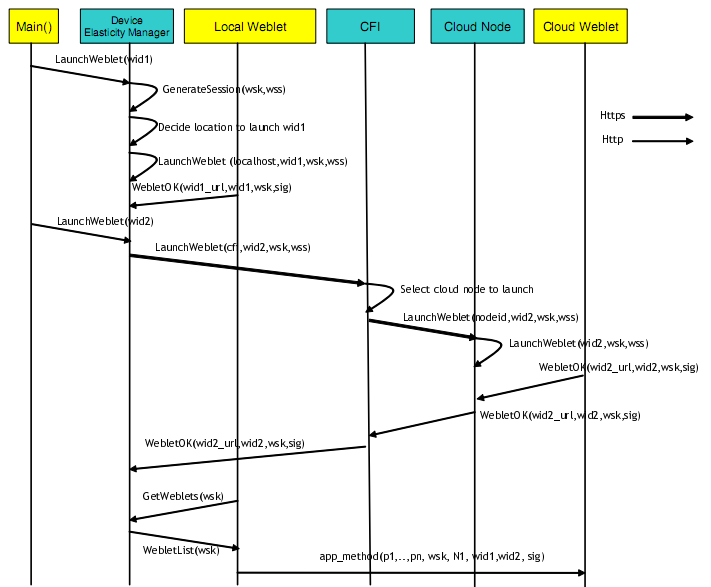 Main()
Device
Elasticity Manager
Local Weblet
CFI
Cloud Node
Cloud Weblet
LaunchWeblet(wid1)
GenerateSession(wsk,wss)
Https
Decide location to launch wid1
Http
LaunchWeblet (localhost,wid1,wsk,wss)
WebletOK(wid1_url,wid1,wsk,sig)
LaunchWeblet(wid2)
LaunchWeblet(cfi,wid2,wsk,wss)
Select cloud node to launch
LaunchWeblet(nodeid,wid2,wsk,wss)
LaunchWeblet(wid2,wsk,wss)
WebletOK(wid2_url,wid2,wsk,sig)
WebletOK(wid2_url,wid2,wsk,sig)
WebletOK(wid2_url,wid2,wsk,sig)
GetWeblets(wsk)
WebletList(wsk)
app_method(p1,..,pn, wsk, N1, wid1,wid2, sig)